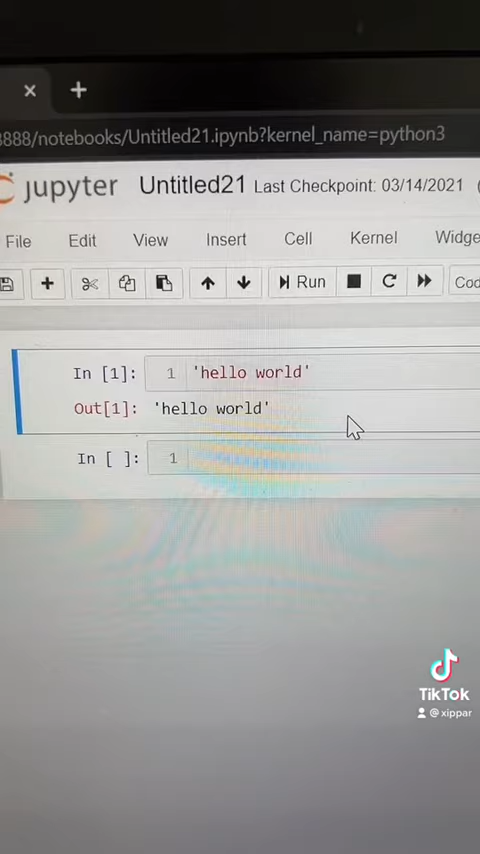 8888/notebooks/Untitled21.ipynb?kernel_name=python3
jupyter Untitled21 Last Checkpoint: 03/14/2021 (
File Edit View Insert Cell Kernel Widge
Run Cod
In [1]: 1 'hello world'
Out[1]: 'hello world'
In [ ]: 1
TikTok
@xippar